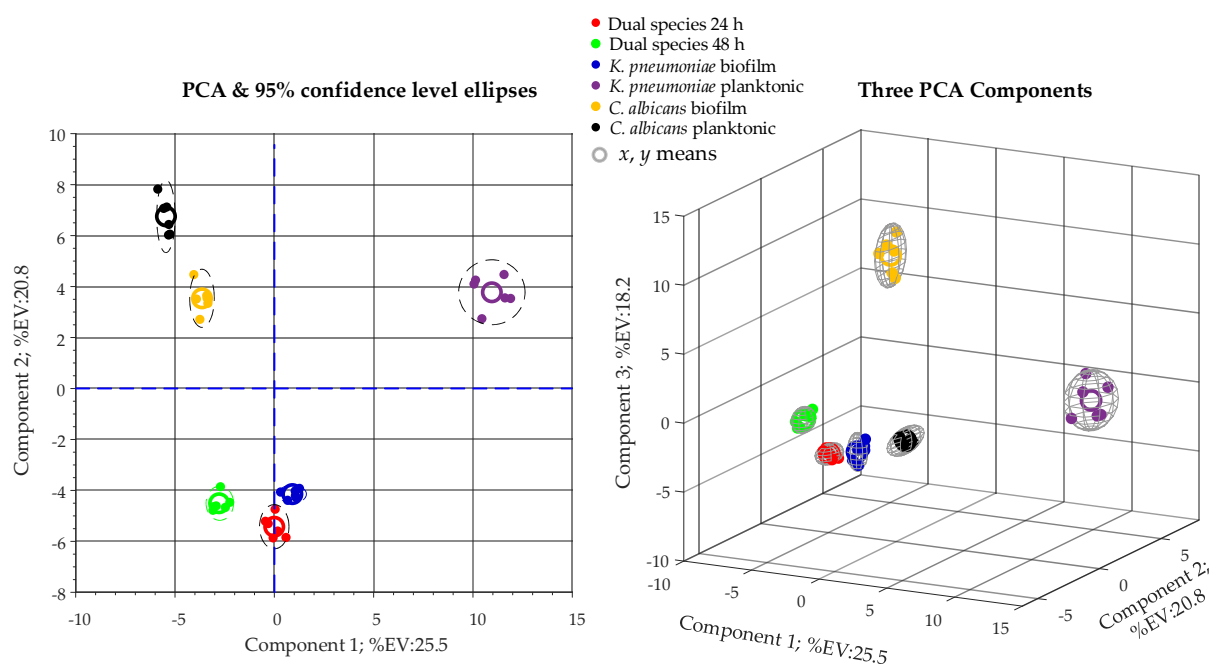 Dual species 24 h
Dual species 48 h
K. pneumoniae biofilm
K. pneumoniae planktonic
C. albicans biofilm
C. albicans planktonic
x, y means
PCA & 95% confidence level ellipses
10
8
6
4
2
0
-2
-4
-6
-8
Component 2; %EV:20.8
-10
-5
0
5
10
15
Component 1; %EV:25.5
Three PCA Components
15
10
5
0
-5
-10
Component 3; %EV:18.2
-10
-5
0
5
10
15
Component 1; %EV:25.5
-5
0
5
Component 2;
%EV:20.8